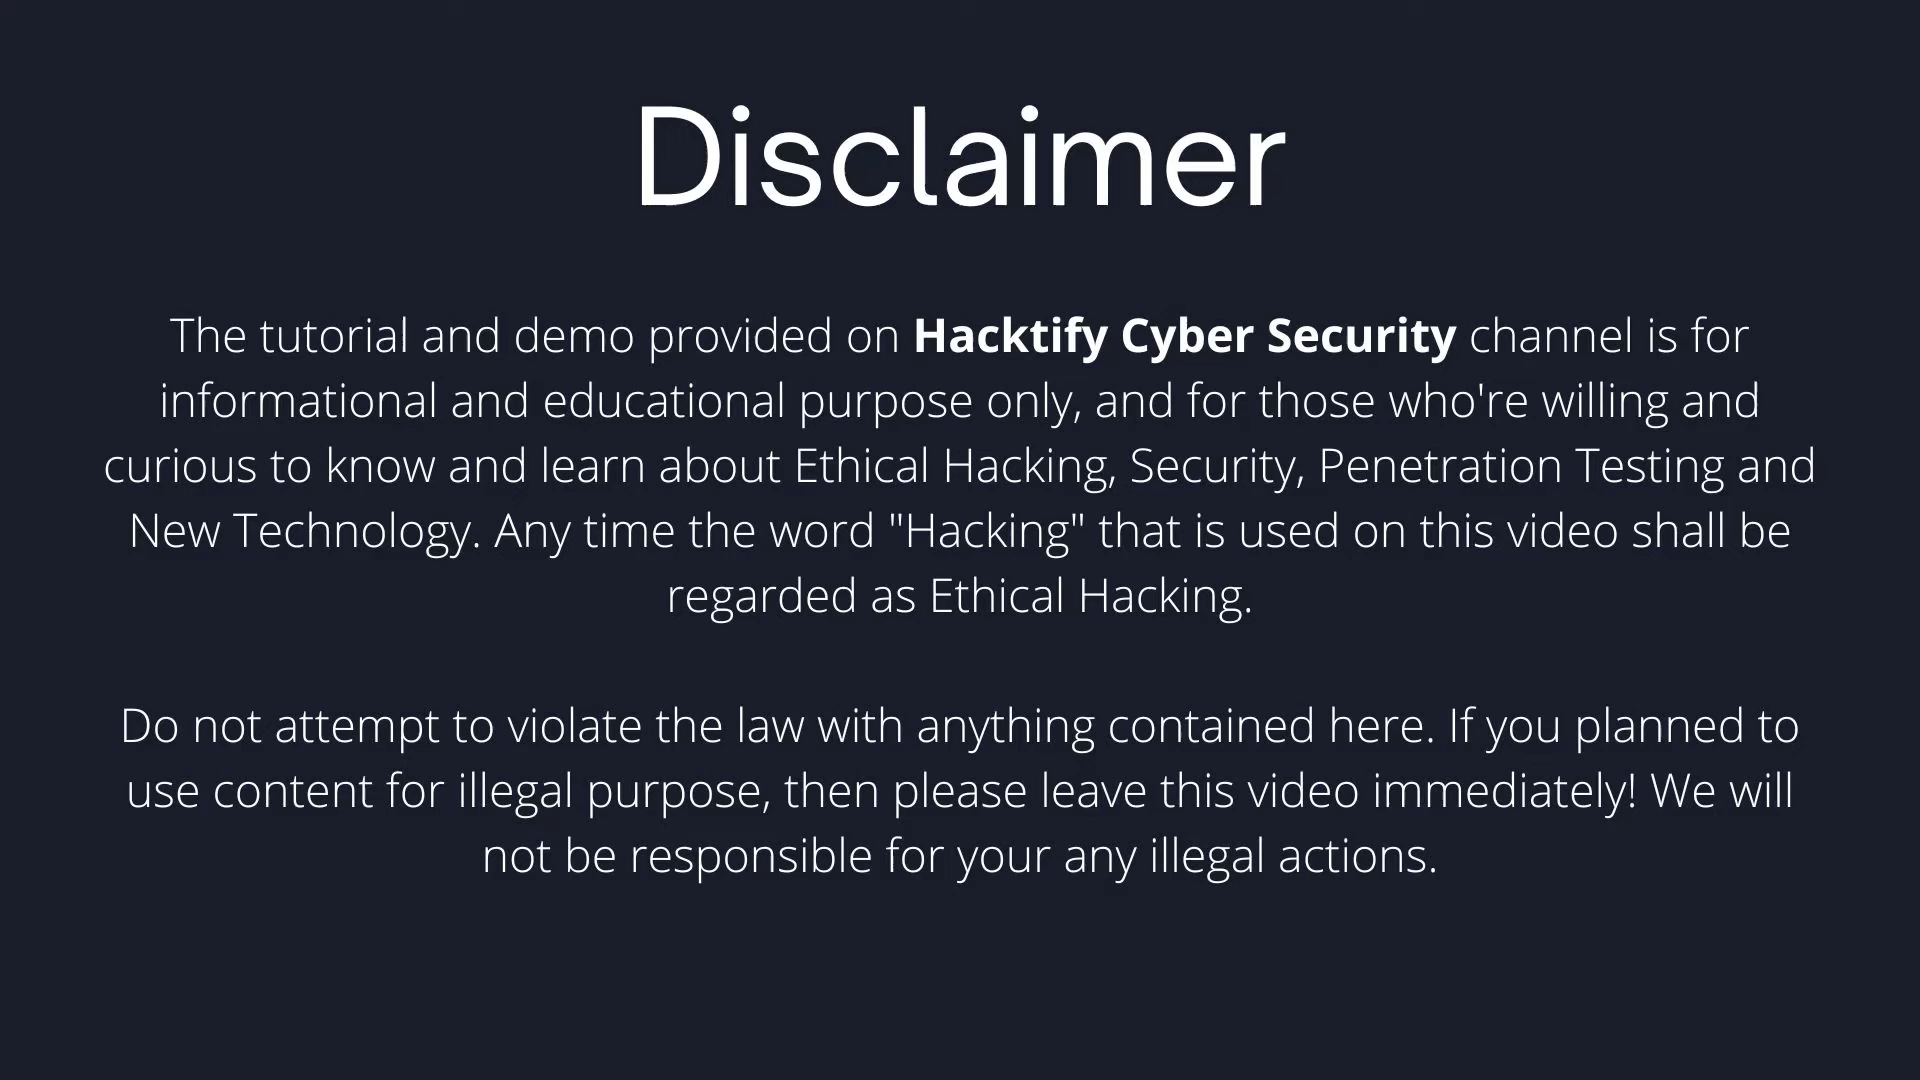 Disclaimer
The tutorial and demo provided on Hacktify Cyber Security channel is for
informational and educational purpose only, and for those who're willing and
curious to know and learn about Ethical Hacking, Security, Penetration Testing and
New Technology. Any time the word "Hacking" that is used on this video shall be
regarded as Ethical Hacking.
Do not attempt to violate the law with anything contained here. If you planned to
use content for illegal purpose, then please leave this video immediately! We will
not be responsible for your any illegal actions.